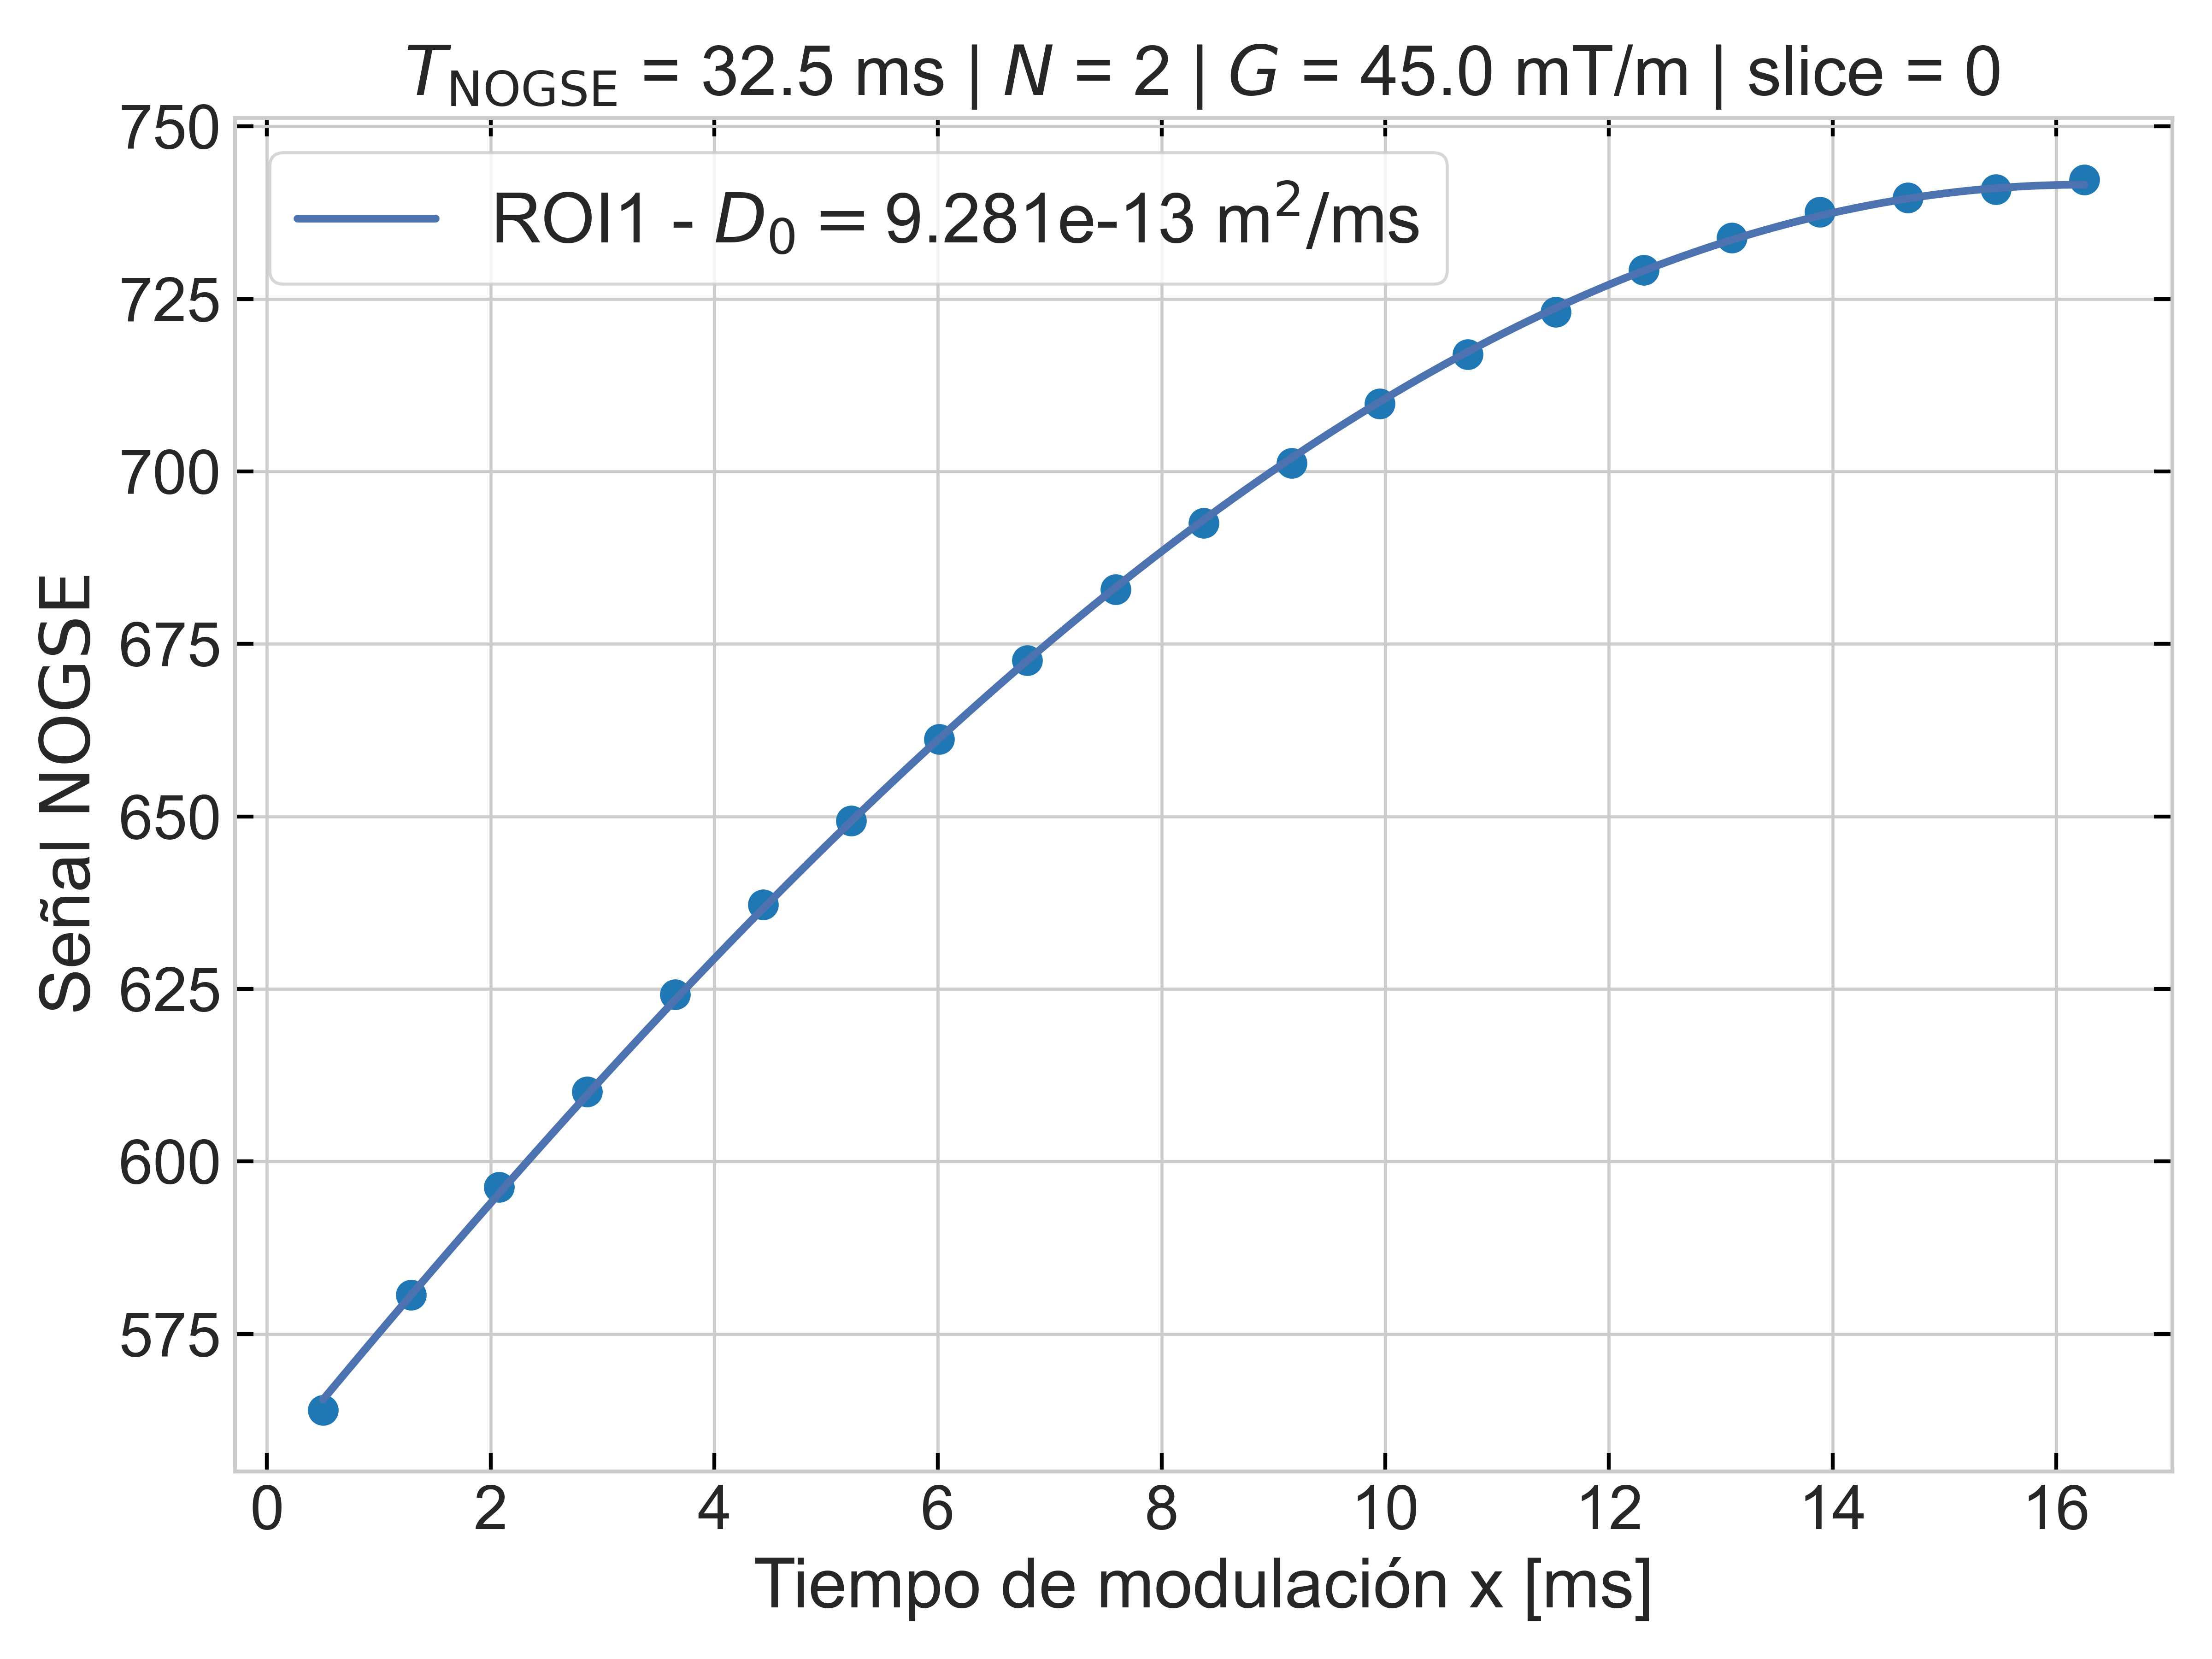 T_NOGSE = 32.5 ms | N = 2 | G = 45.0 mT/m | slice = 0
ROI1 - D₀ = 9.281e-13 m²/ms
Señal NOGSE
750
725
700
675
650
625
600
575
0 2 4 6 8 10 12 14 16
Tiempo de modulación x [ms]